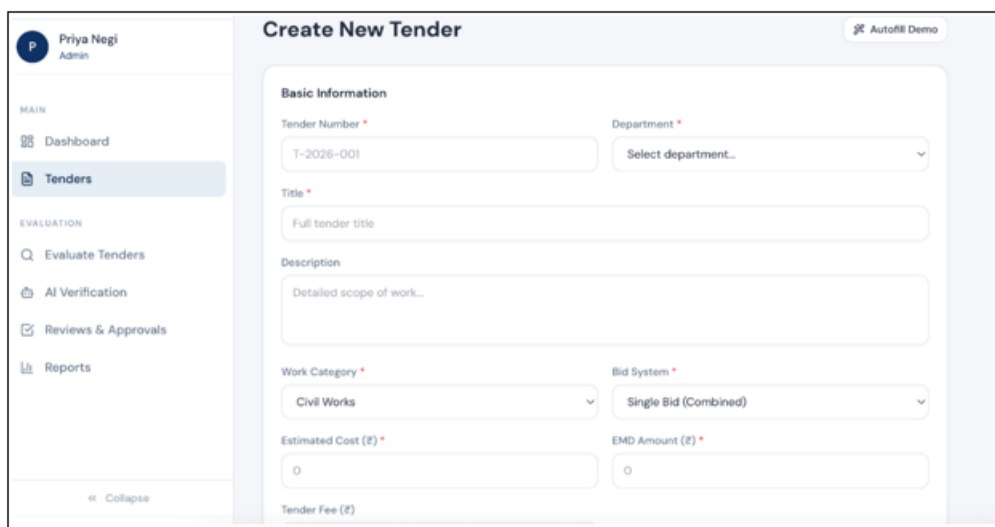 P
Priya Negi
Admin
MAIN
Dashboard
Tenders
EVALUATION
Evaluate Tenders
AI Verification
Reviews & Approvals
Reports
« Collapse
Create New Tender
Autofill Demo
Basic Information
Tender Number * Department *
T-2026-001 Select department...
Title *
Full tender title
Description
Detailed scope of work...
Work Category * Bid System *
Civil Works Single Bid (Combined)
Estimated Cost (₹) * EMD Amount (₹) *
0 0
Tender Fee (₹)